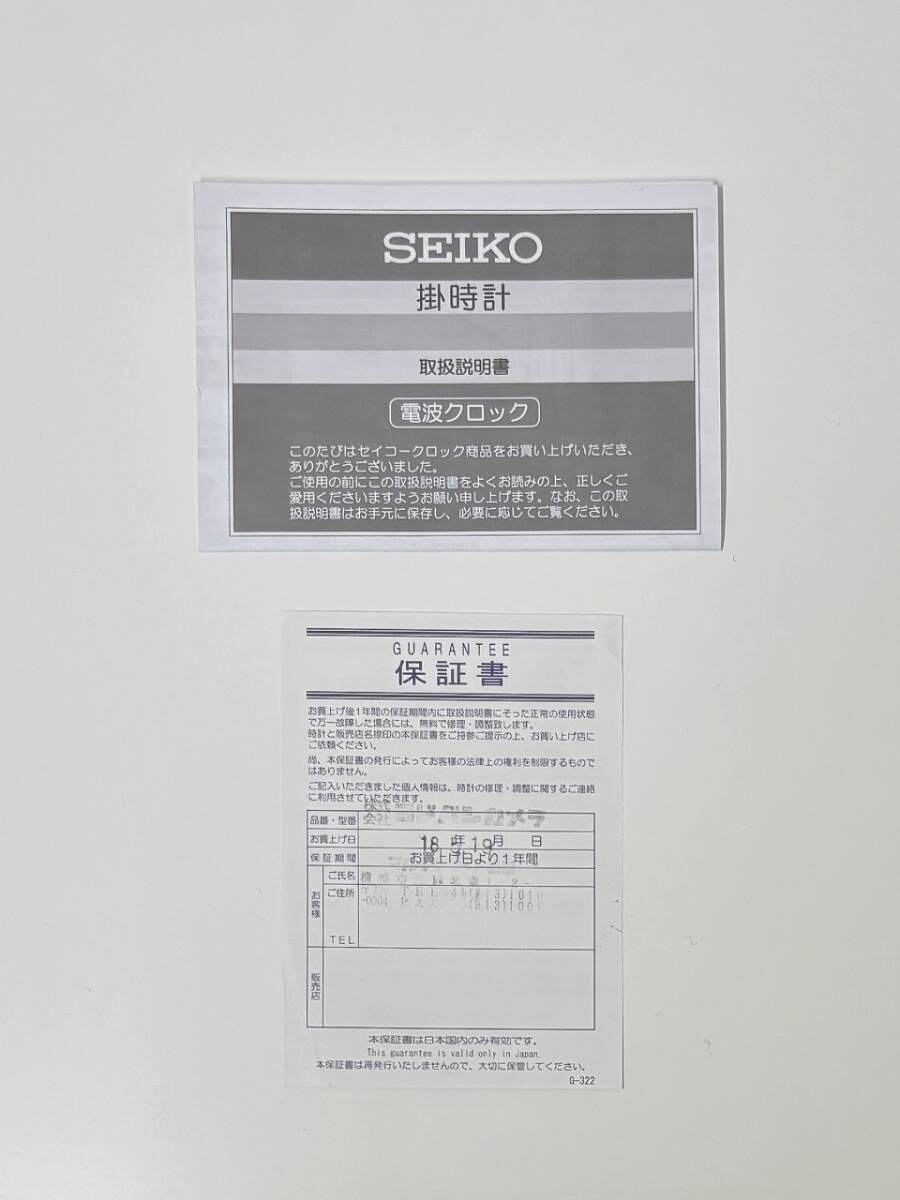 SEIKO
掛時計
取扱説明書
電波クロック
このたびはセイコークロック商品をお買い上げいただき、
ありがとうございました。
ご使用の前にこの取扱説明書をよくお読みの上、正しくご
愛用くださいますようお願い申し上げます。なお、この取
扱説明書はお手元に保存し、必要に応じてご覧ください。
GUARANTEE
保証書
お買上げ後1年間の保証期間内に取扱説明書にそった正常の使用状態
で万一故障した場合には、無料で修理・調整致します。
時計と販売店名捺印の本保証書をご持参ご提示の上、お買い上げ店に
ご依頼ください。
尚、本保証書の発行によってお客様の法律上の権利を制限するもので
はありません。
ご記入いただきました個人情報は、時計の修理・調整に関するご連絡
に利用させていただきます。
株式
会社 カメラ
品番・型番
お買上げ日 18 年 5 19 月 日
保証期間 お買上げ日より1年間
お客様
ご氏名
ご住所
TEL
-0004
TEL
販売店
本保証書は日本国内のみ有効です。
This guarantee is valid only in Japan.
本保証書は再発行いたしませんので、大切に保管してください。
G-322